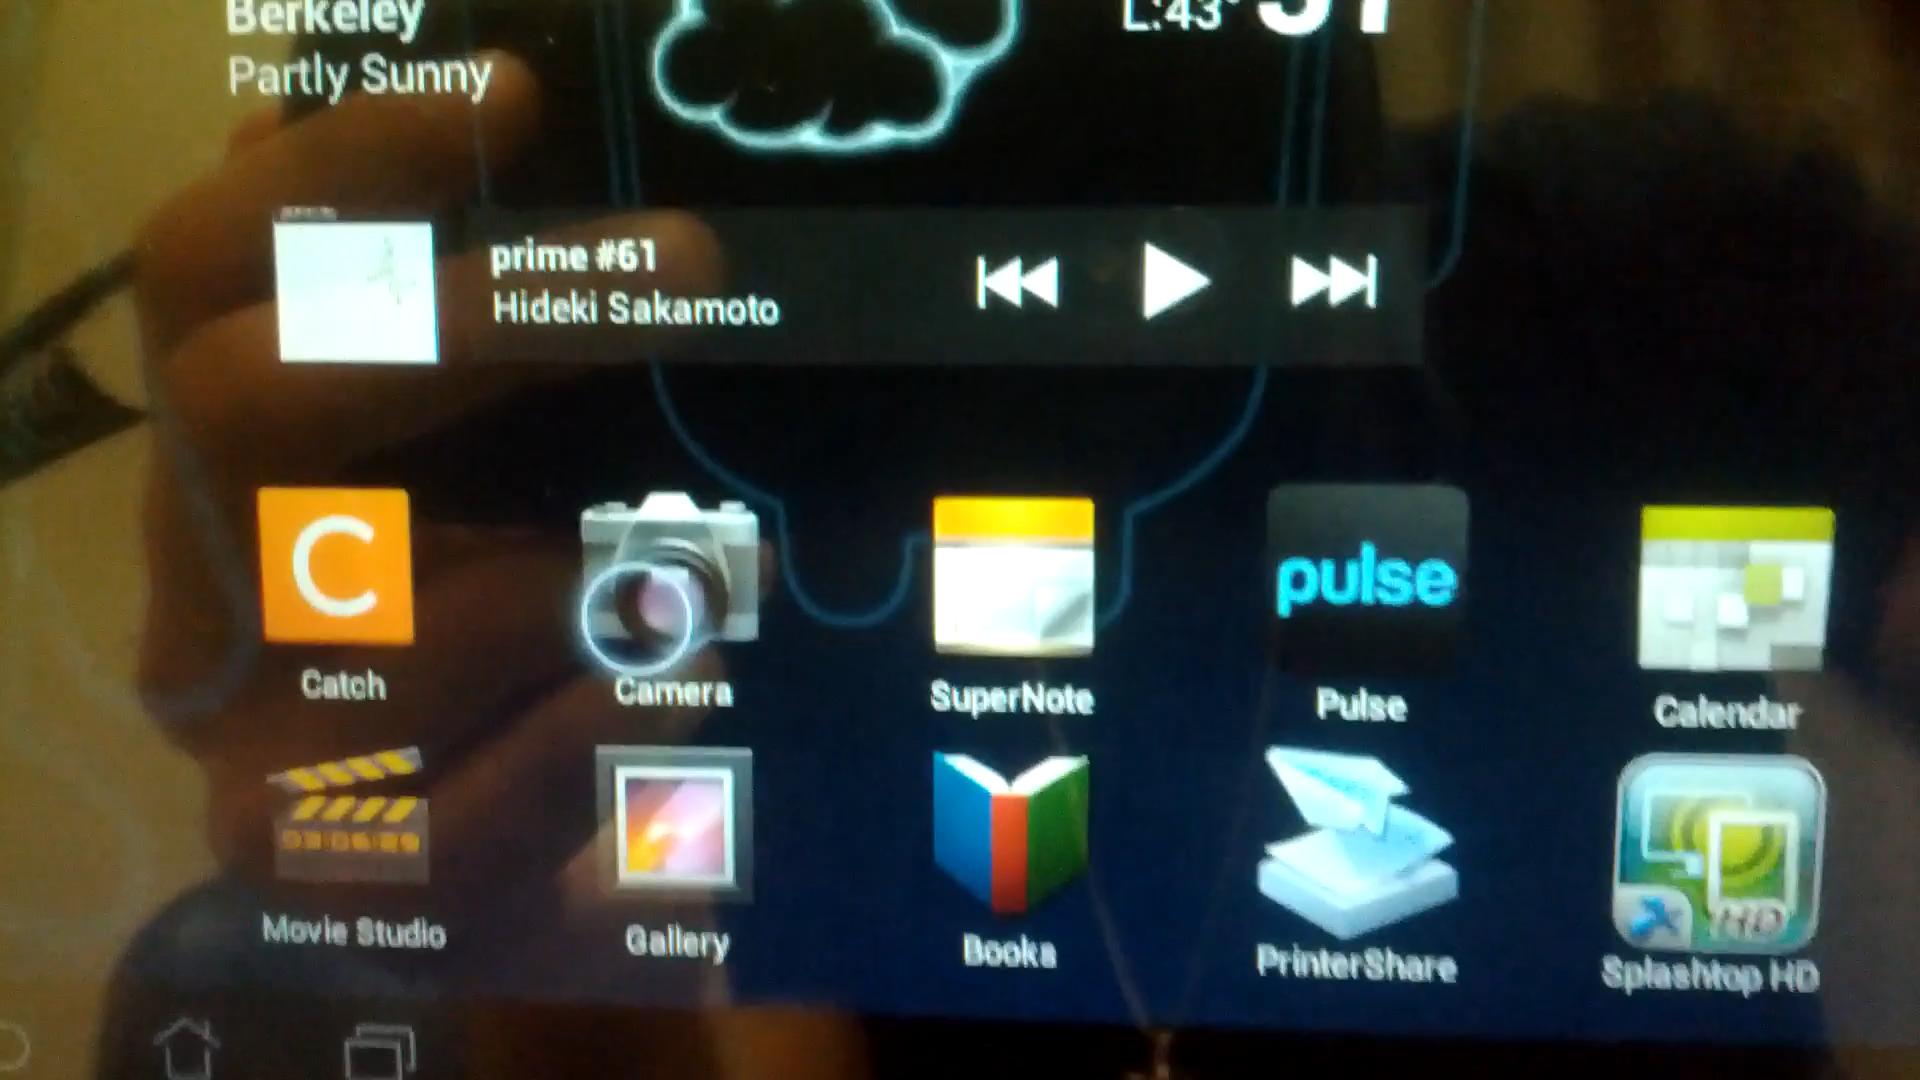 Berkeley
Partly Sunny
L:43°
prime #61
Hideki Sakamoto
C
pulse
Catch
Camera
SuperNote
Pulse
Calendar
HD
Movie Studio
Gallery
Books
PrinterShare
Splashtop HD